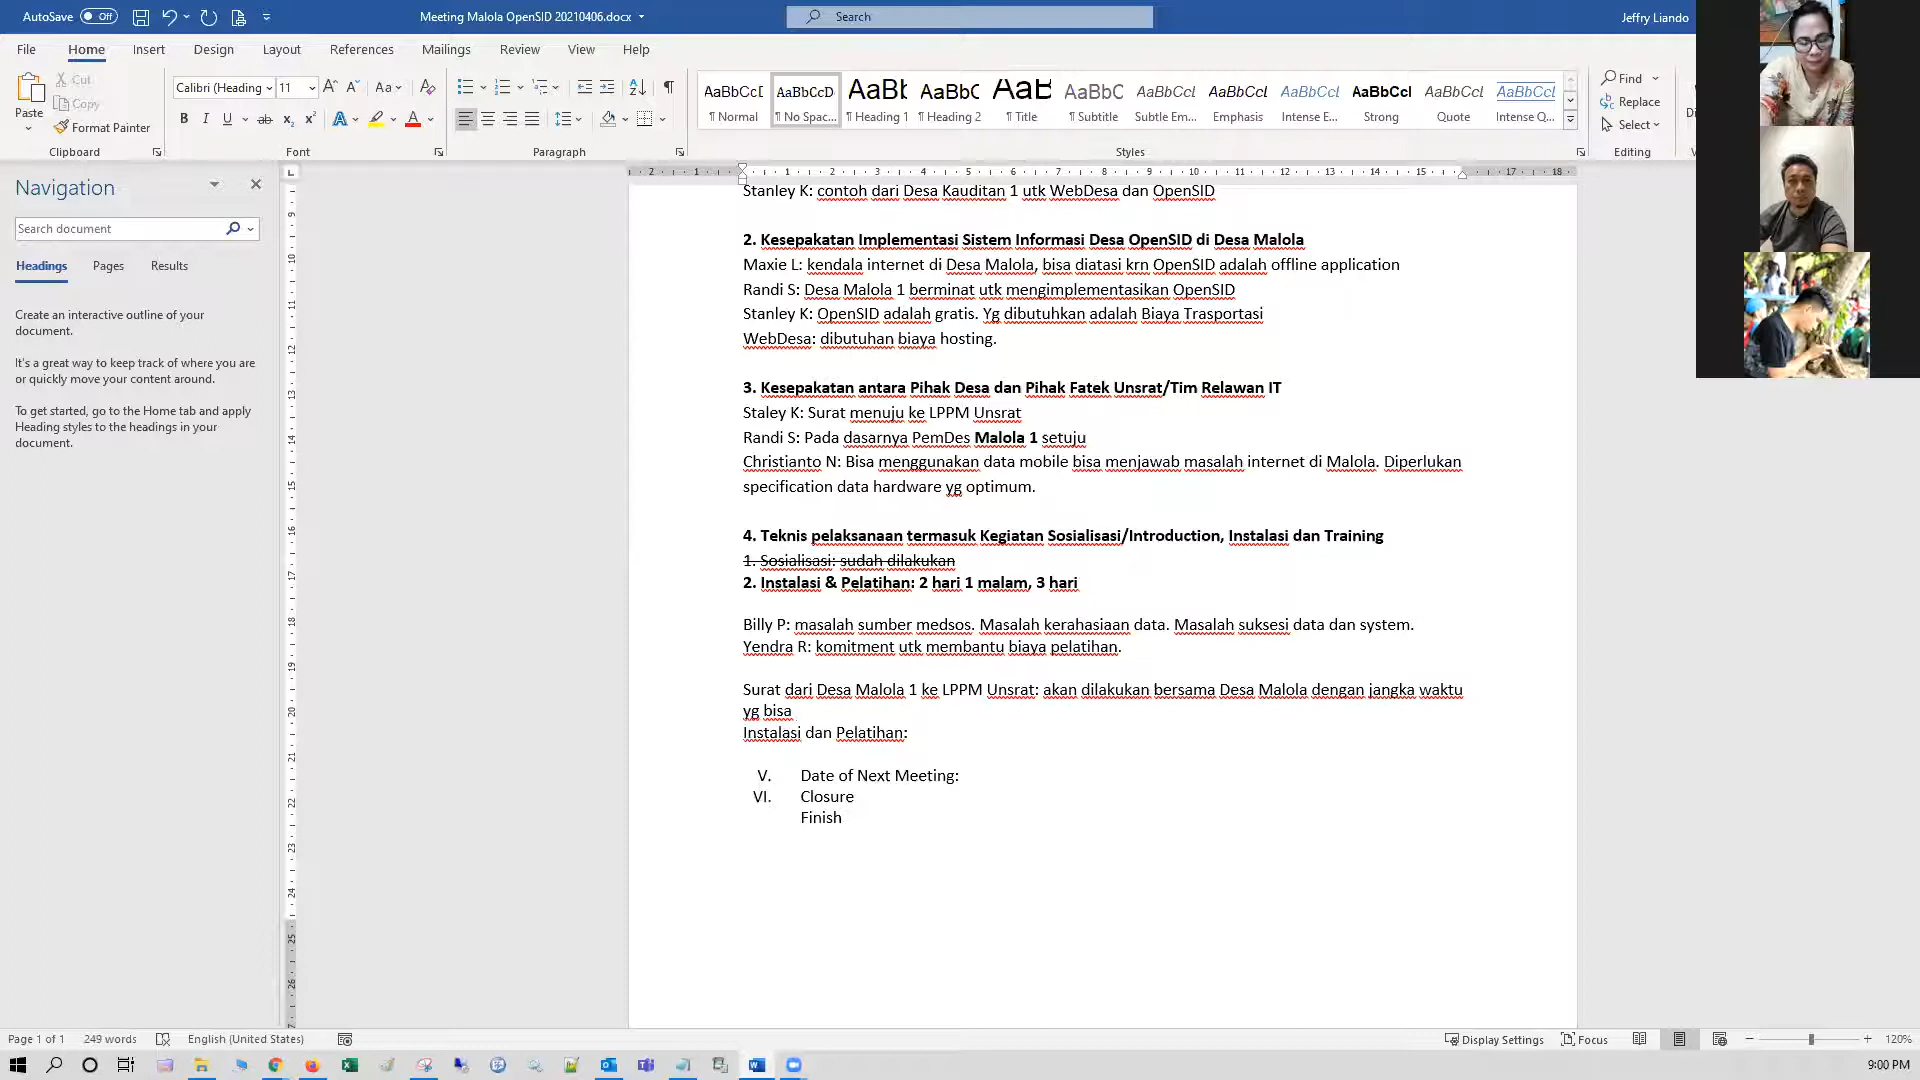 AutoSave Off Meeting Malola OpenSID 20210406.docx Search Jeffry Liando
File Home Insert Design Layout References Mailings Review View Help
Paste
Cut
Copy
Format Painter
Clipboard
Calibri (Heading 11
Font
Paragraph
AaBbCcI AaBbCcD AaBb AaBbC AaB AaBbC AaBbCcL AaBbCcL AaBbCcL AaBbCcI AaBbCcL AaBbCcL
¶ Normal ¶ No Spac... ¶ Heading 1 ¶ Heading 2 ¶ Title ¶ Subtitle Subtle Em... Emphasis Intense E... Strong Quote Intense Q...
Styles
Find
Replace
Select
Editing
Navigation
Search document
Headings Pages Results
Create an interactive outline of your
document.
It's a great way to keep track of where you are
or quickly move your content around.
To get started, go to the Home tab and apply
Heading styles to the headings in your
document.
Stanley K: contoh dari Desa Kauditan 1 utk WebDesa dan OpenSID
2. Kesepakatan Implementasi Sistem Informasi Desa OpenSID di Desa Malola
Maxie L: kendala internet di Desa Malola, bisa diatasi krn OpenSID adalah offline application
Randi S: Desa Malola 1 berminat utk mengimplementasikan OpenSID
Stanley K: OpenSID adalah gratis. Yg dibutuhkan adalah Biaya Trasportasi
WebDesa: dibutuhan biaya hosting.
3. Kesepakatan antara Pihak Desa dan Pihak Fatek Unsrat/Tim Relawan IT
Staley K: Surat menuju ke LPPM Unsrat
Randi S: Pada dasarnya PemDes Malola 1 setuju
Christianto N: Bisa menggunakan data mobile bisa menjawab masalah internet di Malola. Diperlukan
specification data hardware yg optimum.
4. Teknis pelaksanaan termasuk Kegiatan Sosialisasi/Introduction, Instalasi dan Training
1. Sosialisasi: sudah dilakukan
2. Instalasi & Pelatihan: 2 hari 1 malam, 3 hari
Billy P: masalah sumber medsos. Masalah kerahasiaan data. Masalah suksesi data dan system.
Yendra R: komitment utk membantu biaya pelatihan.
Surat dari Desa Malola 1 ke LPPM Unsrat: akan dilakukan bersama Desa Malola dengan jangka waktu
yg bisa
Instalasi dan Pelatihan:
V. Date of Next Meeting:
VI. Closure
Finish
Page 1 of 1 249 words English (United States) Display Settings Focus 120%
9:00 PM